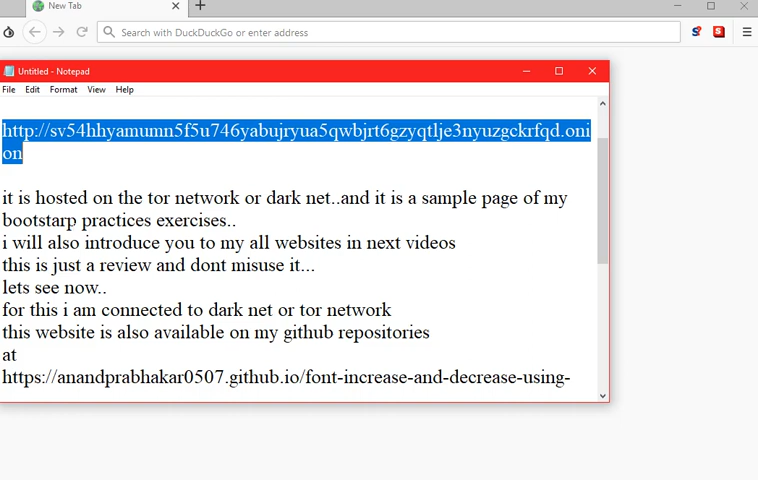 New Tab
Search with DuckDuckGo or enter address
Untitled - Notepad
File Edit Format View Help
http://sv54hhyamumn5f5u746yabujryua5qwbjrt6gzyqtlje3nyuzgckrfqd.oni
on
it is hosted on the tor network or dark net..and it is a sample page of my
bootstarp practices exercises..
i will also introduce you to my all websites in next videos
this is just a review and dont misuse it...
lets see now..
for this i am connected to dark net or tor network
this website is also available on my github repositories
at
https://anandprabhakar0507.github.io/font-increase-and-decrease-using-